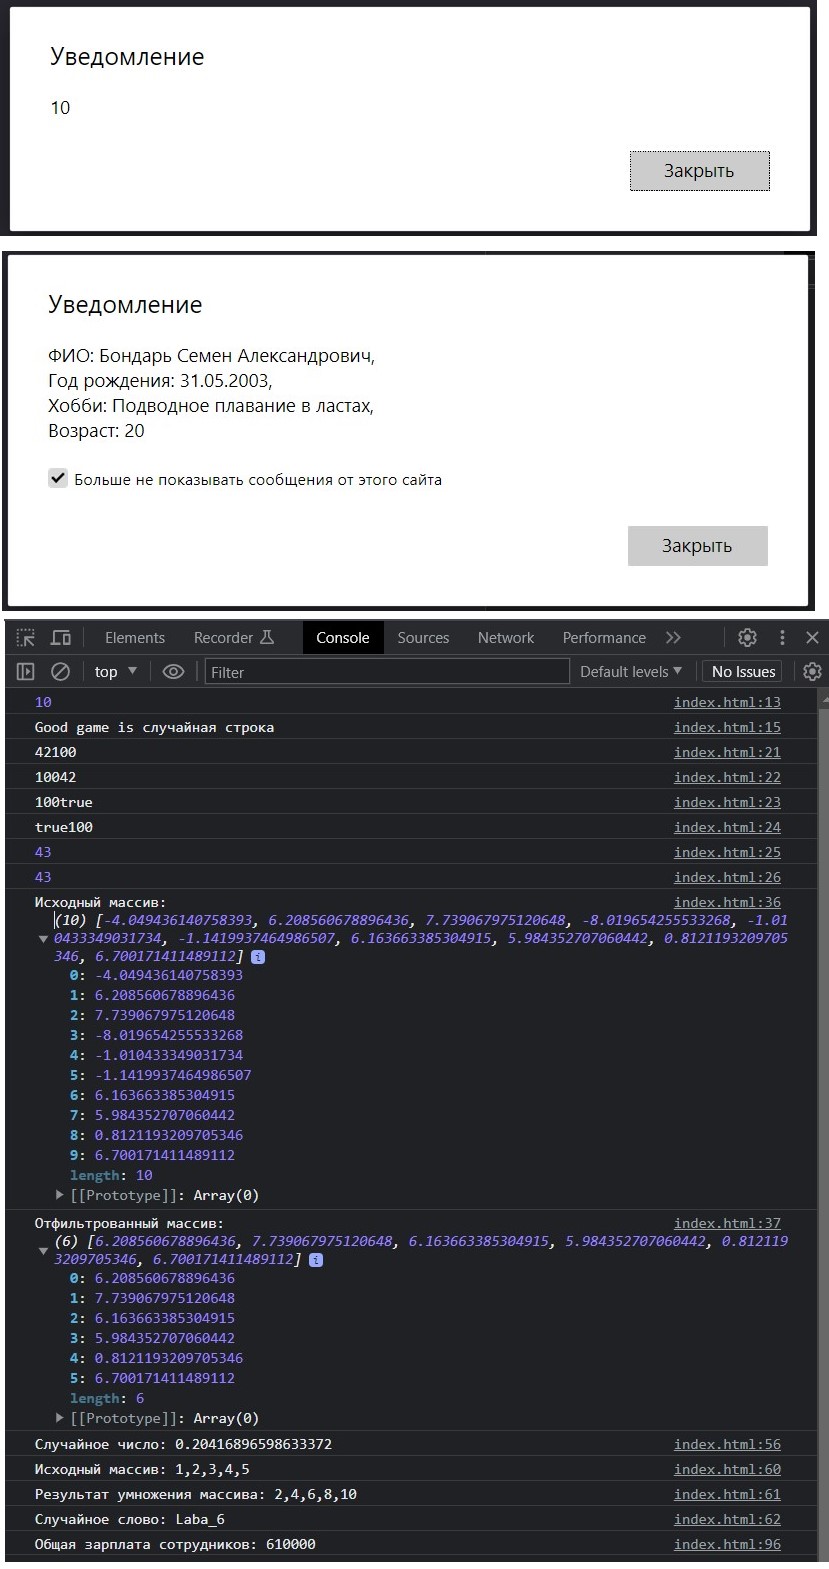 Уведомление
10
Закрыть
Уведомление
ФИО: Бондарь Семен Александрович,
Год рождения: 31.05.2003,
Хобби: Подводное плавание в ластах,
Возраст: 20
Больше не показывать сообщения от этого сайта
Закрыть
Elements Recorder Console Sources Network Performance
top Filter Default levels No Issues
10 index.html:13
Good game is случайная строка index.html:15
42100 index.html:21
10042 index.html:22
100true index.html:23
true100 index.html:24
43 index.html:25
43 index.html:26
Исходный массив: index.html:36
(10) [-4.049436140758393, 6.208560678896436, 7.739067975120648, -8.019654255533268, -1.01
0433349031734, -1.1419937464986507, 6.163663385304915, 5.984352707060442, 0.8121193209705
346, 6.700171411489112] i
0: -4.049436140758393
1: 6.208560678896436
2: 7.739067975120648
3: -8.019654255533268
4: -1.010433349031734
5: -1.1419937464986507
6: 6.163663385304915
7: 5.984352707060442
8: 0.8121193209705346
9: 6.700171411489112
length: 10
[[Prototype]]: Array(0)
Отфильтрованный массив: index.html:37
(6) [6.208560678896436, 7.739067975120648, 6.163663385304915, 5.984352707060442, 0.812119
3209705346, 6.700171411489112] i
0: 6.208560678896436
1: 7.739067975120648
2: 6.163663385304915
3: 5.984352707060442
4: 0.8121193209705346
5: 6.700171411489112
length: 6
[[Prototype]]: Array(0)
Случайное число: 0.20416896598633372 index.html:56
Исходный массив: 1,2,3,4,5 index.html:60
Результат умножения массива: 2,4,6,8,10 index.html:61
Случайное слово: Laba_6 index.html:62
Общая зарплата сотрудников: 610000 index.html:96